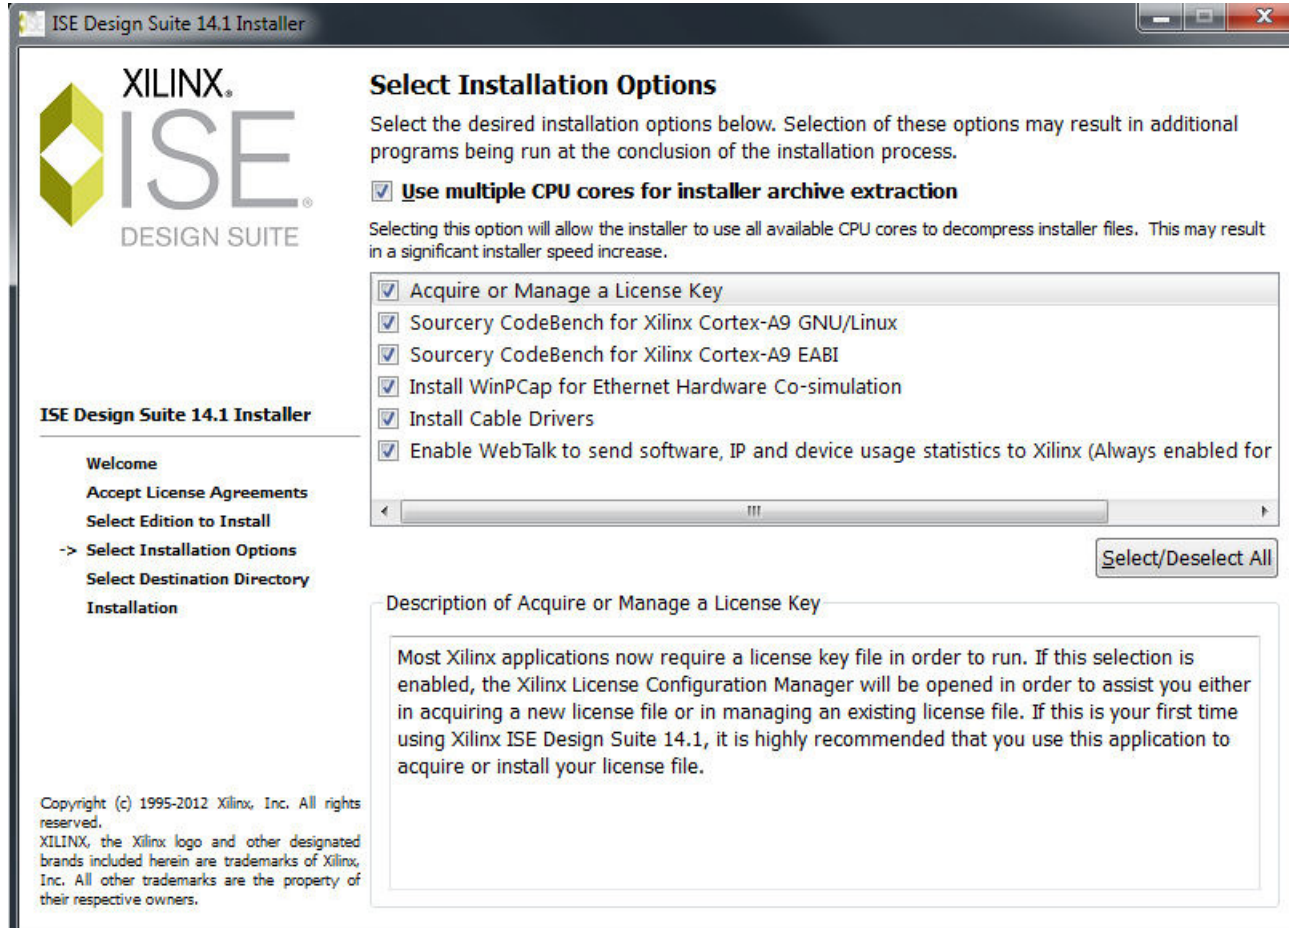 ISE Design Suite 14.1 Installer
XILINX®
ISE®
DESIGN SUITE
ISE Design Suite 14.1 Installer
Welcome
Accept License Agreements
Select Edition to Install
-> Select Installation Options
Select Destination Directory
Installation
Copyright (c) 1995-2012 Xilinx, Inc. All rights
reserved.
XILINX, the Xilinx logo and other designated
brands included herein are trademarks of Xilinx,
Inc. All other trademarks are the property of
their respective owners.
Select Installation Options
Select the desired installation options below. Selection of these options may result in additional
programs being run at the conclusion of the installation process.
Use multiple CPU cores for installer archive extraction
Selecting this option will allow the installer to use all available CPU cores to decompress installer files. This may result
in a significant installer speed increase.
Acquire or Manage a License Key
Sourcery CodeBench for Xilinx Cortex-A9 GNU/Linux
Sourcery CodeBench for Xilinx Cortex-A9 EABI
Install WinPCap for Ethernet Hardware Co-simulation
Install Cable Drivers
Enable WebTalk to send software, IP and device usage statistics to Xilinx (Always enabled for
Select/Deselect All
Description of Acquire or Manage a License Key
Most Xilinx applications now require a license key file in order to run. If this selection is
enabled, the Xilinx License Configuration Manager will be opened in order to assist you either
in acquiring a new license file or in managing an existing license file. If this is your first time
using Xilinx ISE Design Suite 14.1, it is highly recommended that you use this application to
acquire or install your license file.